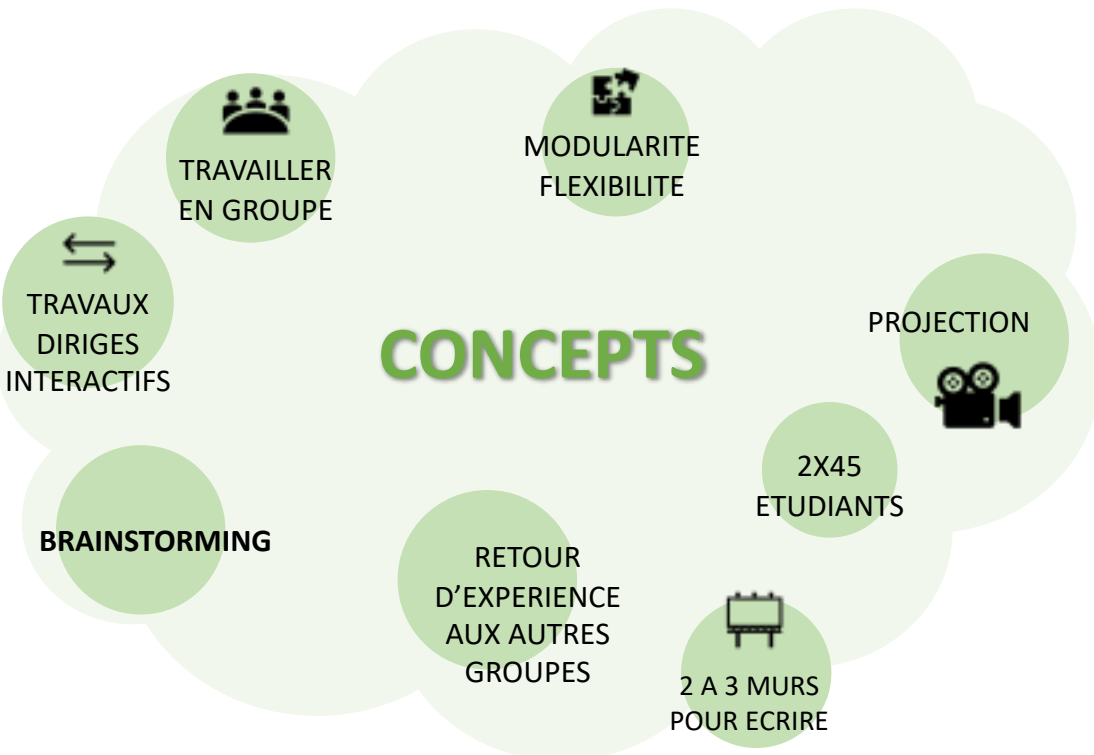 TRAVAILLER
EN GROUPE
MODULARITE
FLEXIBILITE
TRAVAUX
DIRIGES
INTERACTIFS
CONCEPTS
PROJECTION
2X45
ETUDIANTS
BRAINSTORMING
RETOUR
D’EXPERIENCE
AUX AUTRES
GROUPES
2 A 3 MURS
POUR ECRIRE